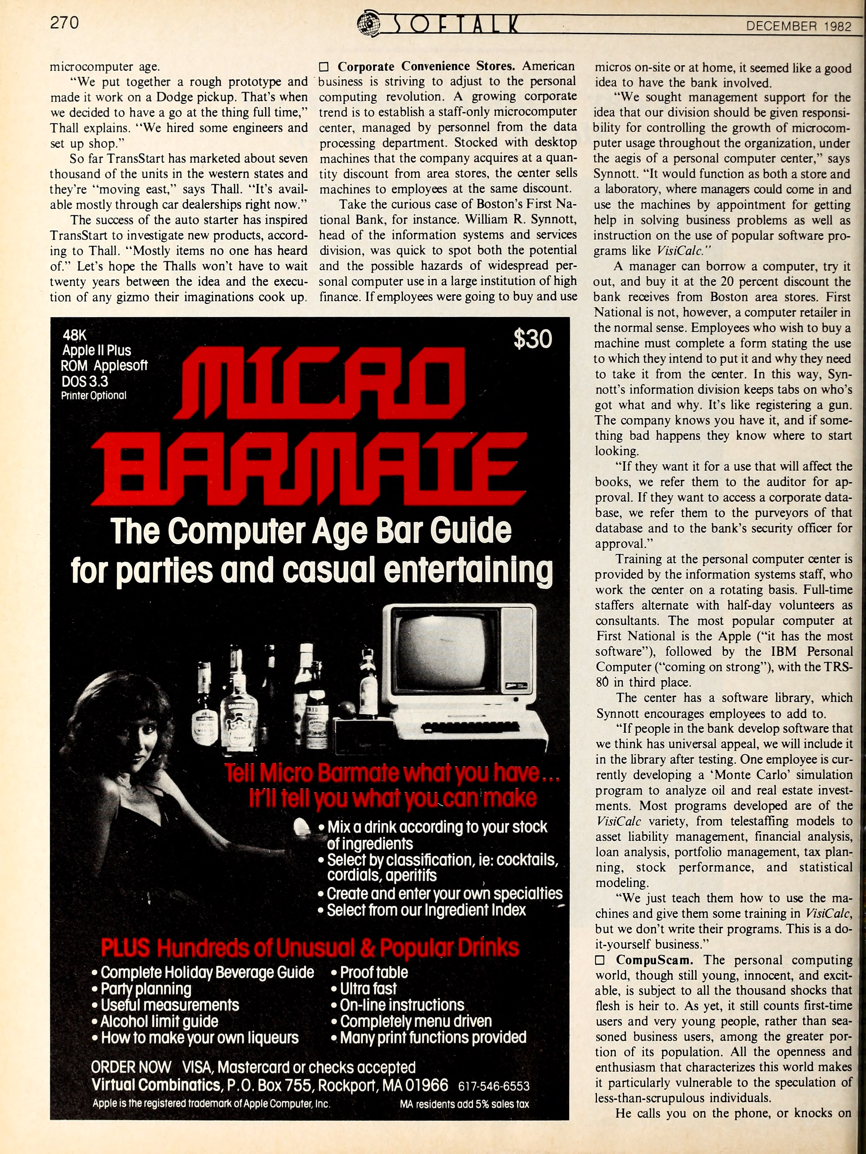 270
SOFTALK
DECEMBER 1982
microcomputer age.
“We put together a rough prototype and
made it work on a Dodge pickup. That's when
we decided to have a go at the thing full time,”
Thall explains. “We hired some engineers and
set up shop.”
So far TransStart has marketed about seven
thousand of the units in the western states and
they're “moving east,” says Thall. “It's avail-
able mostly through car dealerships right now.”
The success of the auto starter has inspired
TransStart to investigate new products, accord-
ing to Thall. “Mostly items no one has heard
of.” Let's hope the Thalls won't have to wait
twenty years between the idea and the execu-
tion of any gizmo their imaginations cook up.
□ Corporate Convenience Stores. American
business is striving to adjust to the personal
computing revolution. A growing corporate
trend is to establish a staff-only microcomputer
center, managed by personnel from the data
processing department. Stocked with desktop
machines that the company acquires at a quan-
tity discount from area stores, the center sells
machines to employees at the same discount.
Take the curious case of Boston's First Na-
tional Bank, for instance. William R. Synnott,
head of the information systems and services
division, was quick to spot both the potential
and the possible hazards of widespread per-
sonal computer use in a large institution of high
finance. If employees were going to buy and use
micros on-site or at home, it seemed like a good
idea to have the bank involved.
“We sought management support for the
idea that our division should be given responsi-
bility for controlling the growth of microcom-
puter usage throughout the organization, under
the aegis of a personal computer center,” says
Synnott. “It would function as both a store and
a laboratory, where managers could come in and
use the machines by appointment for getting
help in solving business problems as well as
instruction on the use of popular software pro-
grams like VisiCalc.”
A manager can borrow a computer, try it
out, and buy it at the 20 percent discount the
bank receives from Boston area stores. First
National is not, however, a computer retailer in
the normal sense. Employees who wish to buy a
machine must complete a form stating the use
to which they intend to put it and why they need
to take it from the center. In this way, Syn-
nott's information division keeps tabs on who's
got what and why. It's like registering a gun.
The company knows you have it, and if some-
thing bad happens they know where to start
looking.
“If they want it for a use that will affect the
books, we refer them to the auditor for ap-
proval. If they want to access a corporate data-
base, we refer them to the purveyors of that
database and to the bank's security officer for
approval.”
Training at the personal computer center is
provided by the information systems staff, who
work the center on a rotating basis. Full-time
staffers alternate with half-day volunteers as
consultants. The most popular computer at
First National is the Apple (“it has the most
software”), followed by the IBM Personal
Computer (“coming on strong”), with the TRS-
80 in third place.
The center has a software library, which
Synnott encourages employees to add to.
“If people in the bank develop software that
we think has universal appeal, we will include it
in the library after testing. One employee is cur-
rently developing a ‘Monte Carlo’ simulation
program to analyze oil and real estate invest-
ments. Most programs developed are of the
VisiCalc variety, from telestaffing models to
asset liability management, financial analysis,
loan analysis, portfolio management, tax plan-
ning, stock performance, and statistical
modeling.
“We just teach them how to use the ma-
chines and give them some training in VisiCalc,
but we don't write their programs. This is a do-
it-yourself business.”
□ CompuScam. The personal computing
world, though still young, innocent, and excit-
able, is subject to all the thousand shocks that
flesh is heir to. As yet, it still counts first-time
users and very young people, rather than sea-
soned business users, among the greater por-
tion of its population. All the openness and
enthusiasm that characterizes this world makes
it particularly vulnerable to the speculation of
less-than-scrupulous individuals.
He calls you on the phone, or knocks on
48K
Apple II Plus
ROM Applesoft
DOS 3.3
Printer Optional
$30
MICRO
BARMATE
The Computer Age Bar Guide
for parties and casual entertaining
Tell Micro Barmate what you have...
It'll tell you what you can make
• Mix a drink according to your stock
of ingredients
• Select by classification, ie: cocktails,
cordials, aperitifs
• Create and enter your own specialties
• Select from our Ingredient Index
PLUS Hundreds of Unusual & Popular Drinks
• Complete Holiday Beverage Guide
• Party planning
• Useful measurements
• Alcohol limit guide
• How to make your own liqueurs
• Proof table
• Ultra fast
• On-line instructions
• Completely menu driven
• Many print functions provided
ORDER NOW VISA, Mastercard or checks accepted
Virtual Combinatics, P.O. Box 755, Rockport, MA 01966 617-546-6553
Apple is the registered trademark of Apple Computer, Inc. MA residents add 5% sales tax